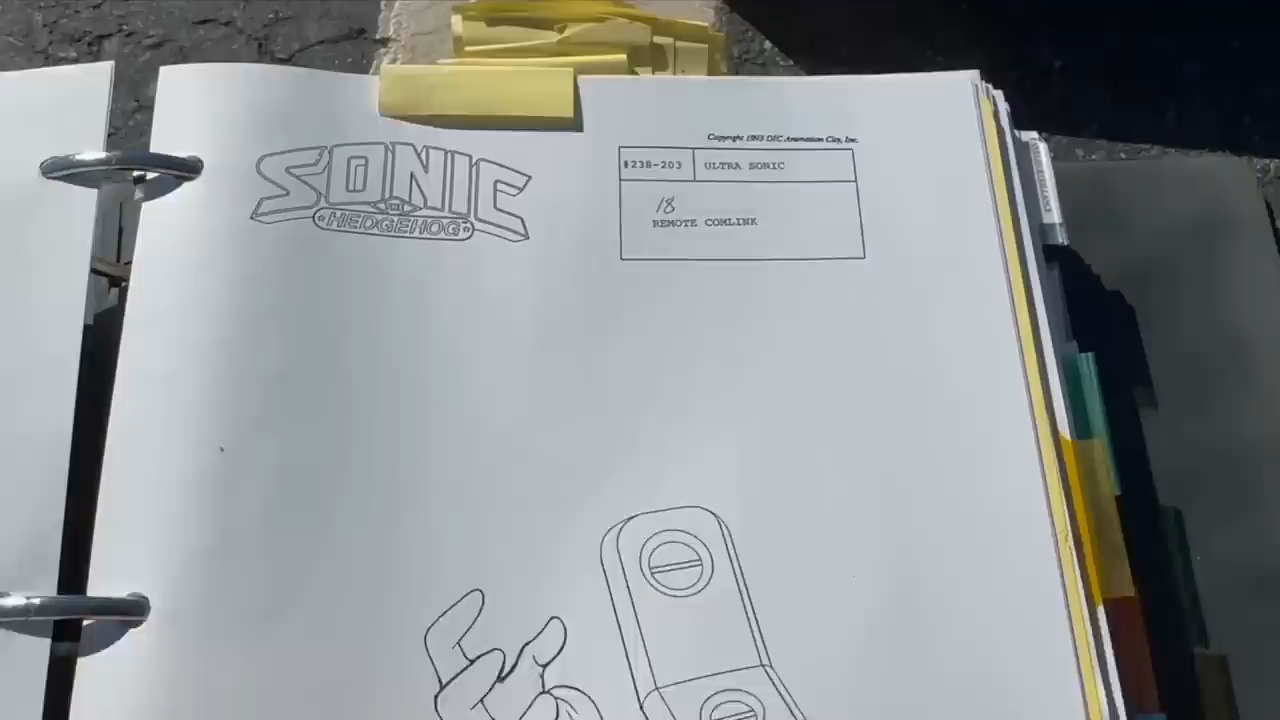 Copyright 1993 DIC Animation City, Inc.
SONIC
THE
HEDGEHOG
#238-203 ULTRA SONIC
18
REMOTE COMLINK